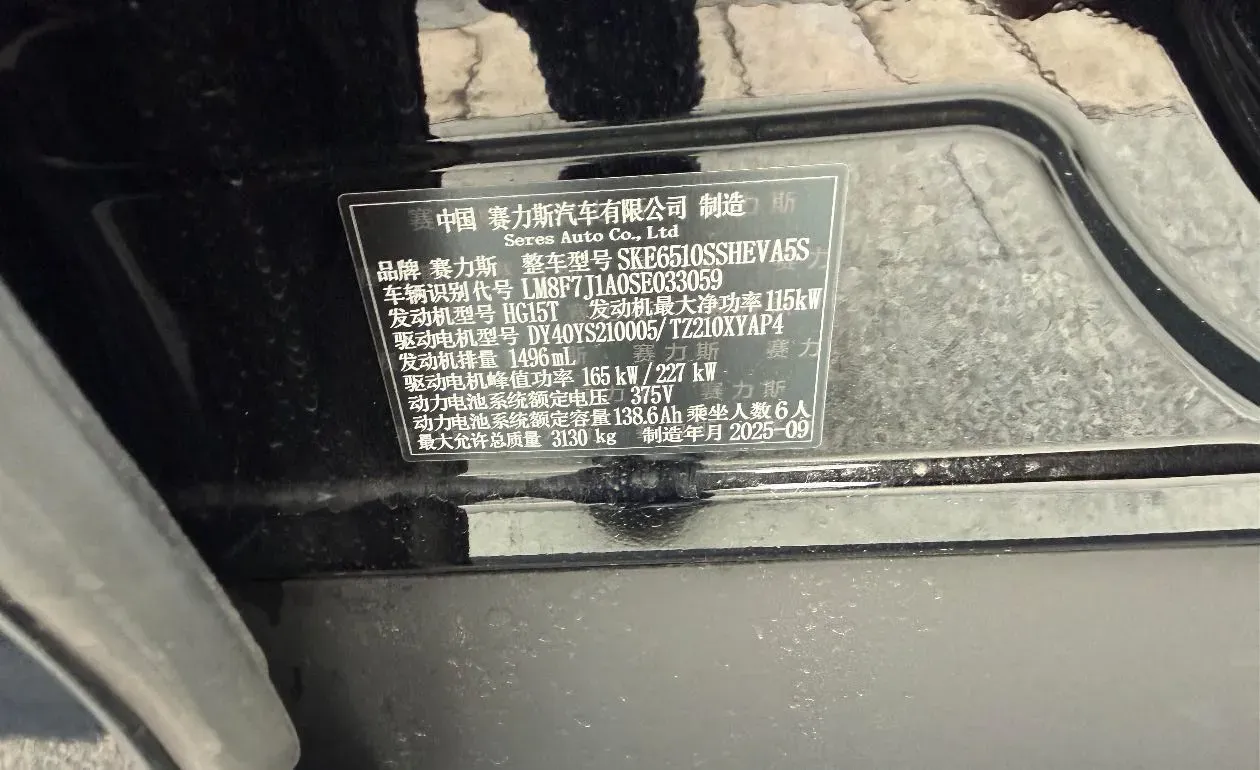 中国 赛力斯汽车有限公司 制造
Seres Auto Co., Ltd
品牌 赛力斯 整车型号 SKE6510SSHEVA5S
车辆识别代号 LM8F7J1A0SE033059
发动机型号 HG15T 发动机最大净功率 115kW
驱动电机型号 DY40YS210005/TZ210XYAP4
发动机排量 1496mL
驱动电机峰值功率 165 kW/227 kW
动力电池系统额定电压 375V
动力电池系统额定容量 138.6Ah 乘坐人数 6人
最大允许总质量 3130 kg 制造年月 2025-09